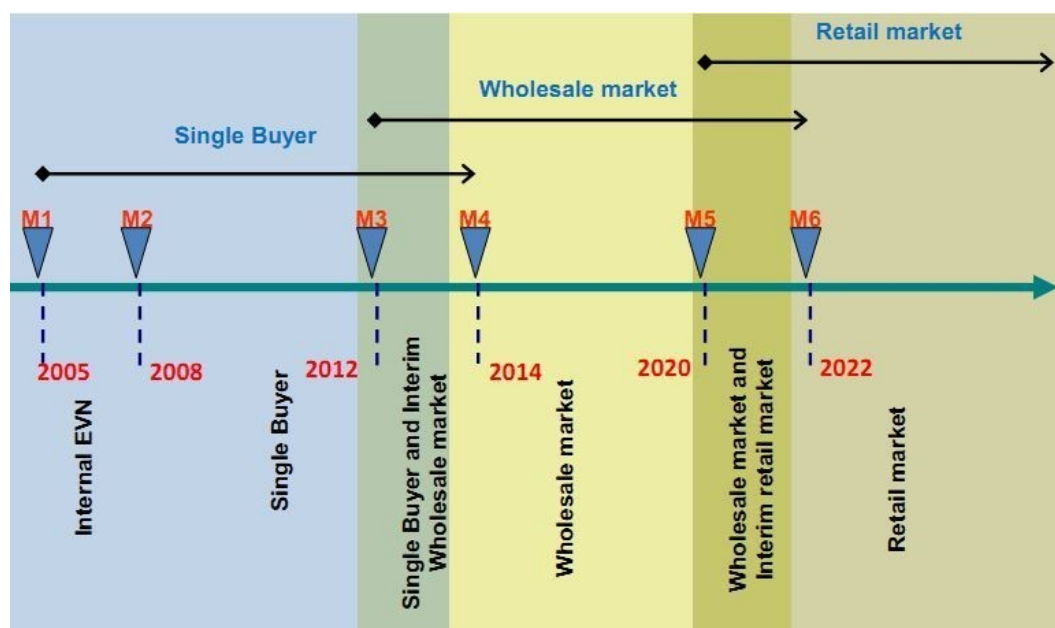 Retail market
Wholesale market
Single Buyer
M1
M2
M3
M4
M5
M6
2005
2008
2012
2014
2020
2022
Internal EVN
Single Buyer
Single Buyer and Interim
Wholesale market
Wholesale market
Wholesale market and
Interim retail market
Retail market